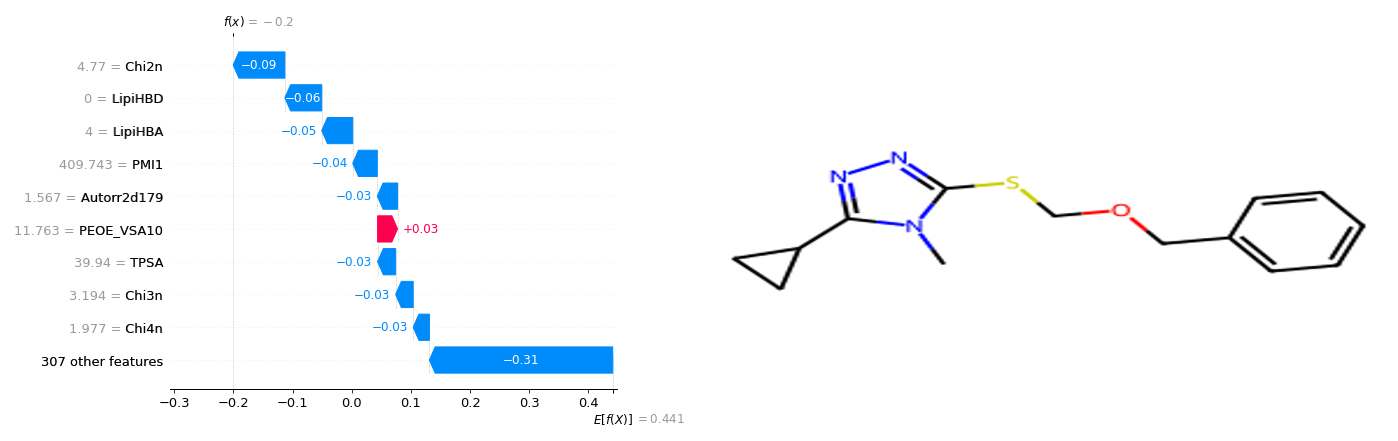 f(x) = −0.2
4.77 = Chi2n
−0.09
0 = LipiHBD
−0.06
4 = LipiHBA
−0.05
409.743 = PMI1
−0.04
1.567 = Autorr2d179
−0.03
11.763 = PEOE_VSA10
+0.03
39.94 = TPSA
−0.03
3.194 = Chi3n
−0.03
1.977 = Chi4n
−0.03
307 other features
−0.31
−0.3 −0.2 −0.1 0.0 0.1 0.2 0.3 0.4
E[f(X)] = 0.441
N
N
S
N
O